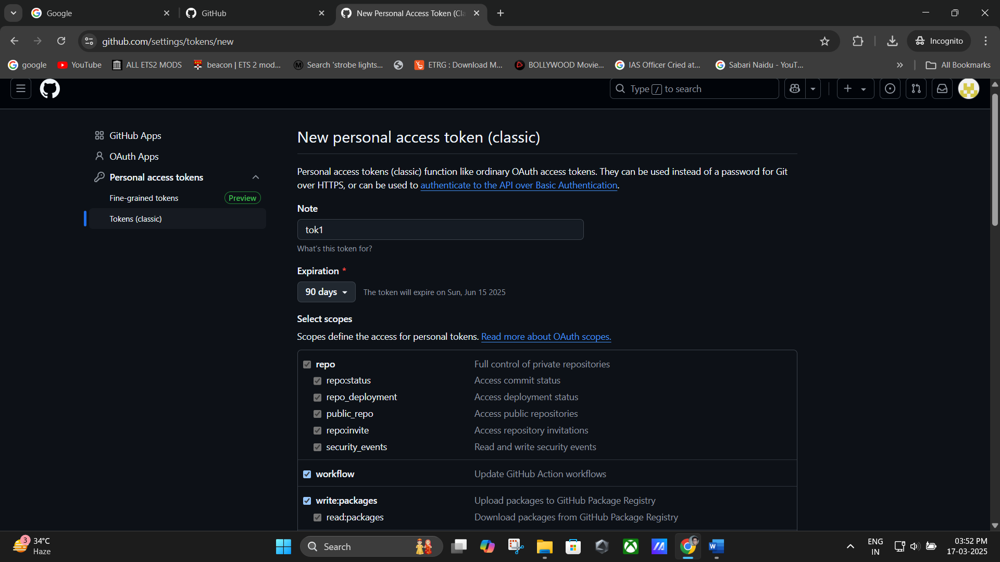 Google
GitHub
New Personal Access Token (Cla
github.com/settings/tokens/new
Incognito
google
YouTube
ALL ETS2 MODS
beacon | ETS 2 mod...
Search 'strobe lights...
ETRG : Download M...
BOLLYWOOD Movie...
IAS Officer Cried at...
Sabari Naidu - YouT...
All Bookmarks
Type / to search
GitHub Apps
OAuth Apps
Personal access tokens
Fine-grained tokens Preview
Tokens (classic)
New personal access token (classic)
Personal access tokens (classic) function like ordinary OAuth access tokens. They can be used instead of a password for Git
over HTTPS, or can be used to authenticate to the API over Basic Authentication.
Note
tok1
What's this token for?
Expiration *
90 days The token will expire on Sun, Jun 15 2025
Select scopes
Scopes define the access for personal tokens. Read more about OAuth scopes.
repo Full control of private repositories
repo:status Access commit status
repo_deployment Access deployment status
public_repo Access public repositories
repo:invite Access repository invitations
security_events Read and write security events
workflow Update GitHub Action workflows
write:packages Upload packages to GitHub Package Registry
read:packages Download packages from GitHub Package Registry
3
34°C
Haze
Search
ENG
IN
03:52 PM
17-03-2025